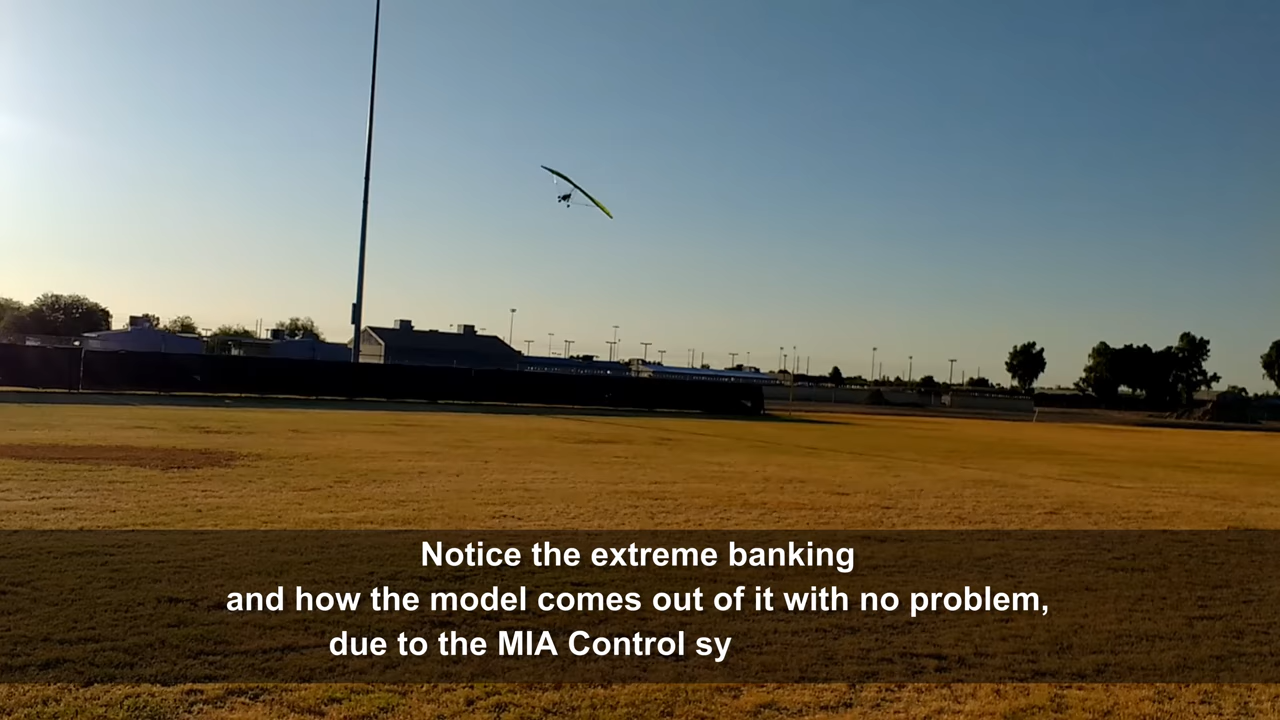 Notice the extreme banking
and how the model comes out of it with no problem,
due to the MIA Control sy